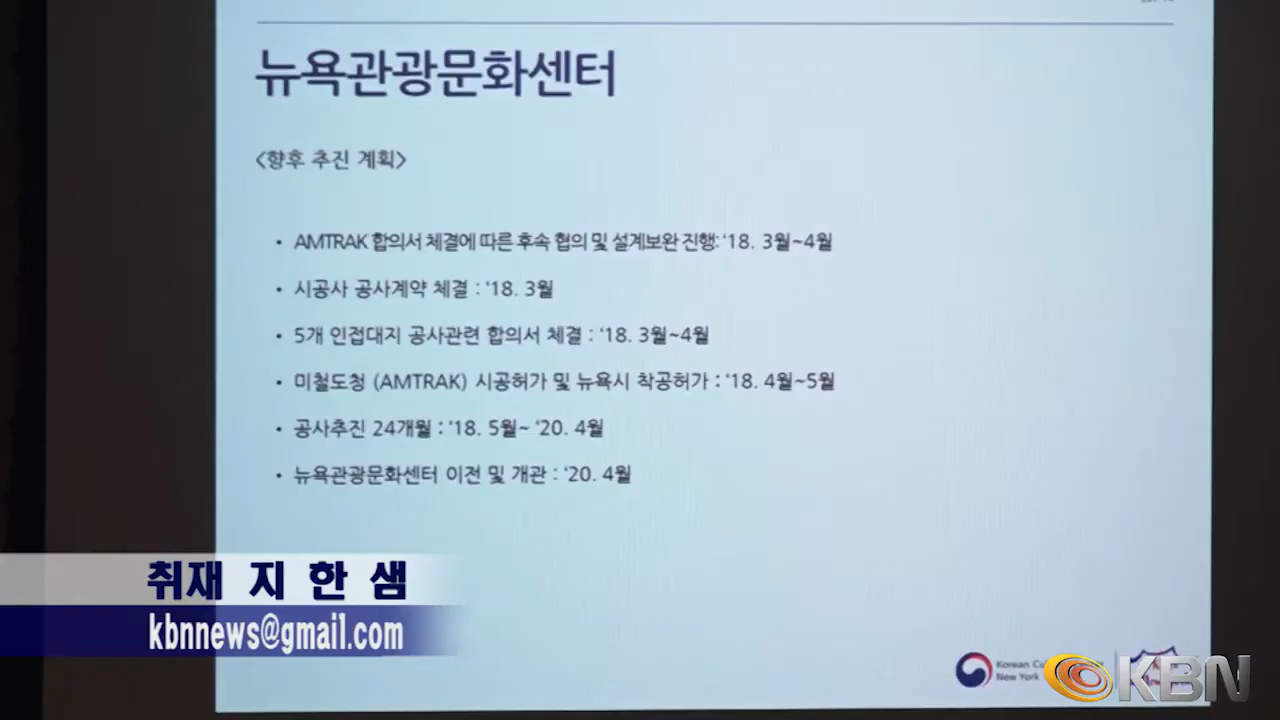 뉴욕관광문화센터
<향후 추진 계획>
• AMTRAK 합의서 체결에 따른 후속 협의 및 설계보완 진행: ‘18. 3월~4월
• 시공사 공사계약 체결 : ‘18. 3월
• 5개 인접대지 공사관련 합의서 체결 : ‘18. 3월~4월
• 미철도청 (AMTRAK) 시공허가 및 뉴욕시 착공허가 : ‘18. 4월~5월
• 공사추진 24개월 : ‘18. 5월~ ‘20. 4월
• 뉴욕관광문화센터 이전 및 개관 : ‘20. 4월
취재 지 한 샘
kbnnews@gmail.com
Korean
New York
KBN